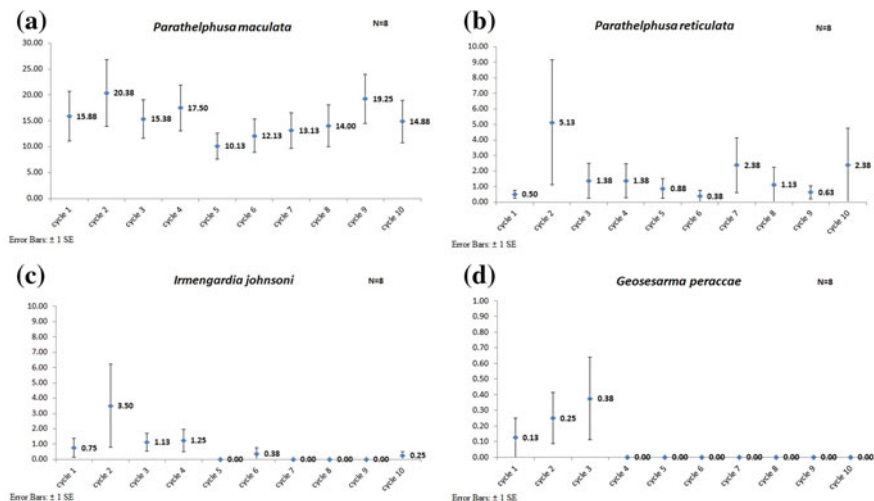 (a)
Parathelphusa maculata
N=8
30.00
25.00
20.00
15.00
10.00
5.00
0.00
15.88
20.38
15.38
17.50
10.13
12.13
13.13
14.00
19.25
14.88
cycle 1
cycle 2
cycle 3
cycle 4
cycle 5
cycle 6
cycle 7
cycle 8
cycle 9
cycle 10
Error Bars: ± 1 SE
(b)
Parathelphusa reticulata
N=8
10.00
9.00
8.00
7.00
6.00
5.00
4.00
3.00
2.00
1.00
0.00
0.50
5.13
1.38
1.38
0.88
0.38
2.38
1.13
0.63
2.38
cycle 1
cycle 2
cycle 3
cycle 4
cycle 5
cycle 6
cycle 7
cycle 8
cycle 9
cycle 10
Error Bars: ± 1 SE
(c)
Irmengardia johnsoni
N=8
10.00
9.00
8.00
7.00
6.00
5.00
4.00
3.00
2.00
1.00
0.00
0.75
3.50
1.13
1.25
0.00
0.38
0.00
0.00
0.00
0.25
cycle 1
cycle 2
cycle 3
cycle 4
cycle 5
cycle 6
cycle 7
cycle 8
cycle 9
cycle 10
Error Bars: ± 1 SE
(d)
Geosesarma peraccae
N=8
1.00
0.90
0.80
0.70
0.60
0.50
0.40
0.30
0.20
0.10
0.00
0.13
0.25
0.38
0.00
0.00
0.00
0.00
0.00
0.00
0.00
cycle 1
cycle 2
cycle 3
cycle 4
cycle 5
cycle 6
cycle 7
cycle 8
cycle 9
cycle 10
Error Bars: ± 1 SE